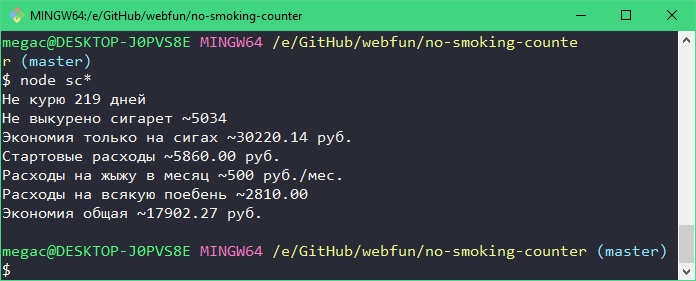 MINGW64:/e/GitHub/webfun/no-smoking-counter
megac@DESKTOP-J0PVS8E MINGW64 /e/GitHub/webfun/no-smoking-counte
r (master)
$ node sc*
Не курю 219 дней
Не выкурено сигарет ~5034
Экономия только на сигах ~30220.14 руб.
Стартовые расходы ~5860.00 руб.
Расходы на жыжу в месяц ~500 руб./мес.
Расходы на всякую поебень ~2810.00
Экономия общая ~17902.27 руб.
megac@DESKTOP-J0PVS8E MINGW64 /e/GitHub/webfun/no-smoking-counter (master)
$